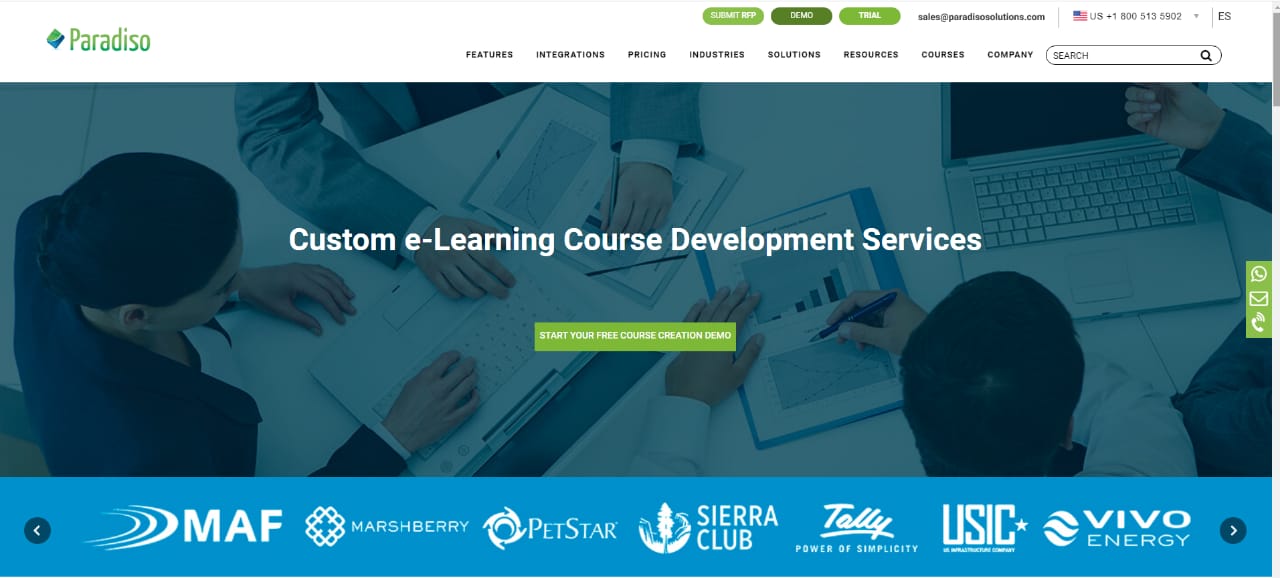 SUBMIT RFP DEMO TRIAL sales@paradisosolutions.com US +1 800 513 5902 ES
Paradiso
FEATURES INTEGRATIONS PRICING INDUSTRIES SOLUTIONS RESOURCES COURSES COMPANY SEARCH
Custom e-Learning Course Development Services
START YOUR FREE COURSE CREATION DEMO
MAF MARSHBERRY PETSTAR SIERRA CLUB Tally POWER OF SIMPLICITY USIC US INFRASTRUCTURE COMPANY VIVO ENERGY